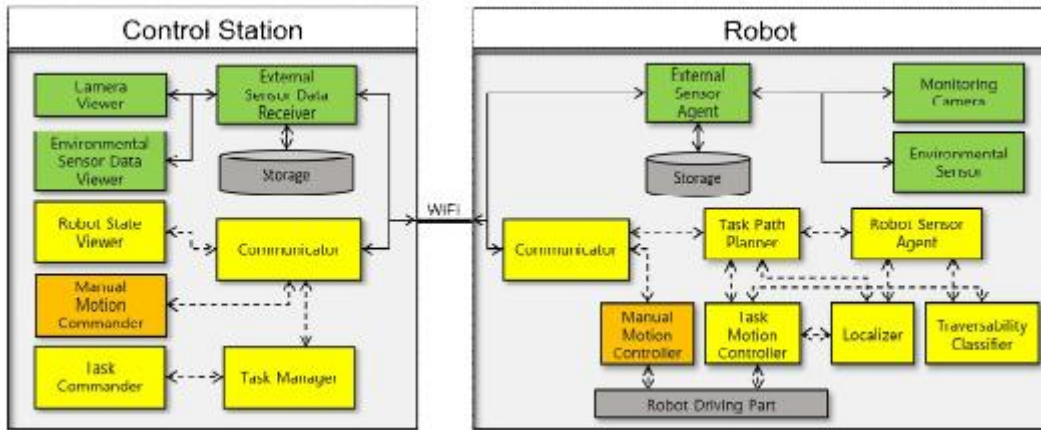 Control Station
Lamera
Viewer
External
Sensor Data
Receiver
Environmental
Sensor Data
Viewer
Storage
Robot State
Viewer
Communicator
Manual
Motion
Commander
Task
Commander
Task Manager
WiFi
Robot
External
Sensor
Agent
Monitoring
Camera
Environmental
Sensor
Storage
Communicator
Task Path
Planner
Robot Sensor
Agent
Manual
Motion
Controller
Task
Motion
Controller
Localizer
Traversability
Classifier
Robot Driving Part